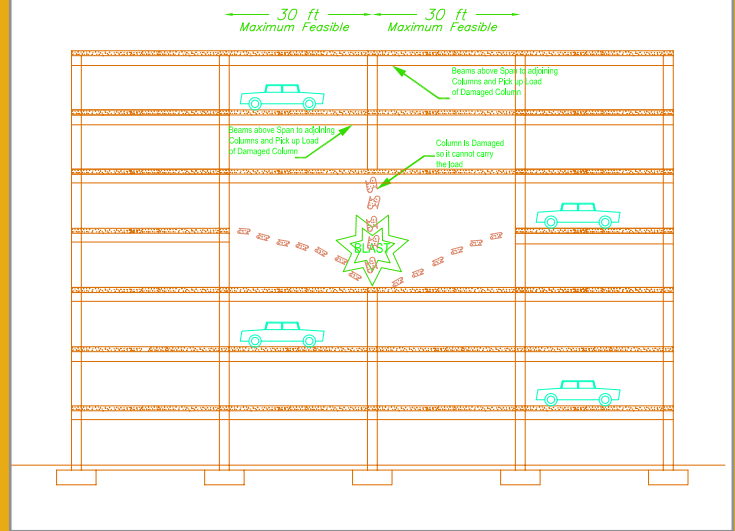 30 ft
Maximum Feasible
30 ft
Maximum Feasible
Beams above Span to adjoining
Columns and Pick up Load
of Damaged Column
Beams above Span to adjoining
Columns and Pick up Load
of Damaged Column
Column is Damaged
so it cannot carry
the load
BLAST